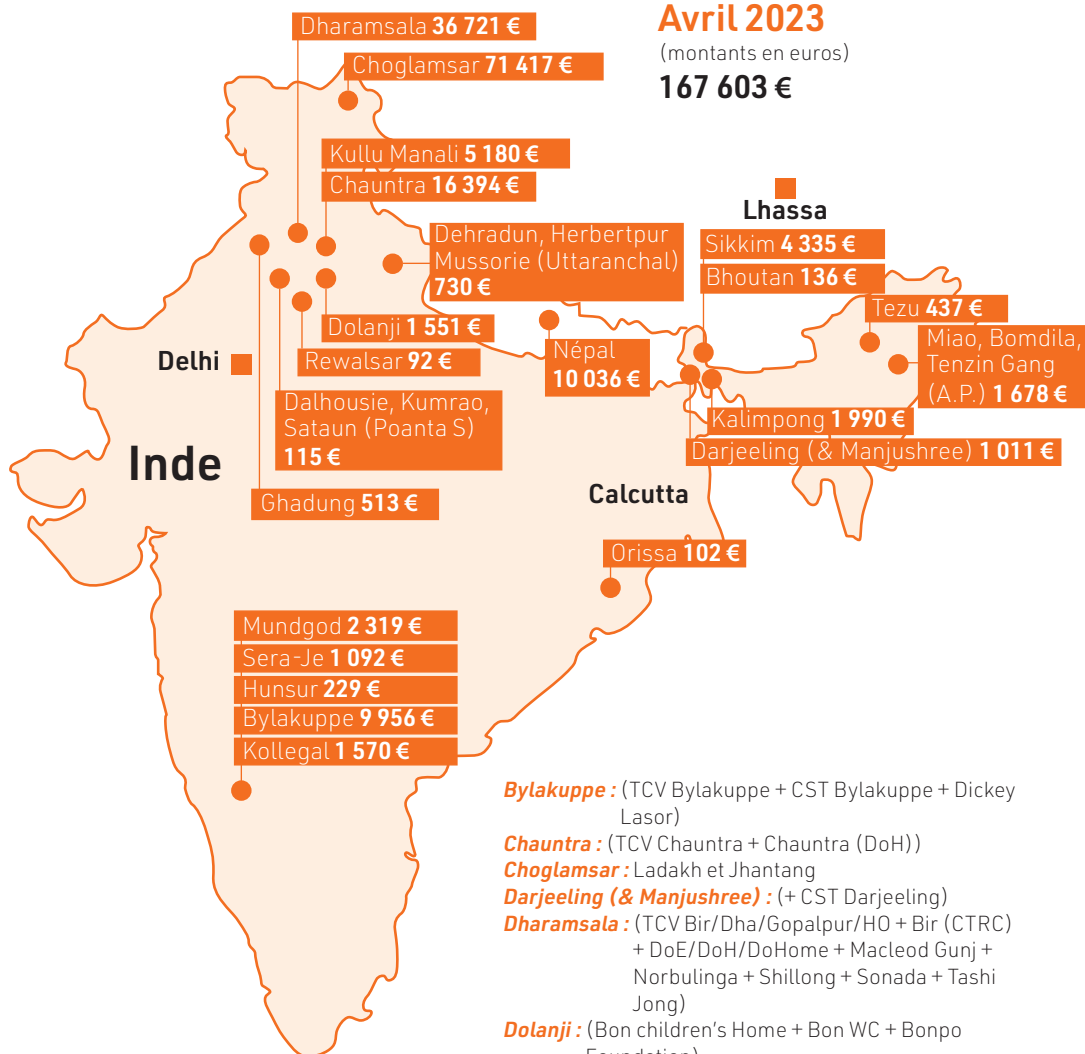 Dharamsala 36 721 €
Choglamsar 71 417 €
Avril 2023
(montants en euros)
167 603 €
Kullu Manali 5 180 €
Chauntra 16 394 €
Lhassa
Dehradun, Herbertpur
Mussorie (Uttaranchal)
730 €
Sikkim 4 335 €
Bhoutan 136 €
Tezu 437 €
Dolanji 1 551 €
Rewalsar 92 €
Népal
10 036 €
Miao, Bomdila,
Tenzin Gang
(A.P.) 1 678 €
Delhi
Dalhousie, Kumrao,
Sataun (Poanta S)
115 €
Kalimpong 1 990 €
Darjeeling (& Manjushree) 1 011 €
Inde
Ghadung 513 €
Calcutta
Orissa 102 €
Mundgod 2 319 €
Sera-Je 1 092 €
Hunsur 229 €
Bylakuppe 9 956 €
Kollegal 1 570 €
Bylakuppe : (TCV Bylakuppe + CST Bylakuppe + Dickey
Lasor)
Chauntra : (TCV Chauntra + Chauntra (DoH))
Choglamsar : Ladakh et Jhantang
Darjeeling (& Manjushree) : (+ CST Darjeeling)
Dharamsala : (TCV Bir/Dha/Gopalpur/HO + Bir (CTRC)
+ DoE/DoH/DoHome + Macleod Gunj +
Norbulinga + Shillong + Sonada + Tashi
Jong)
Dolanji : (Bon children's Home + Bon WC + Bonpo
Foundation)